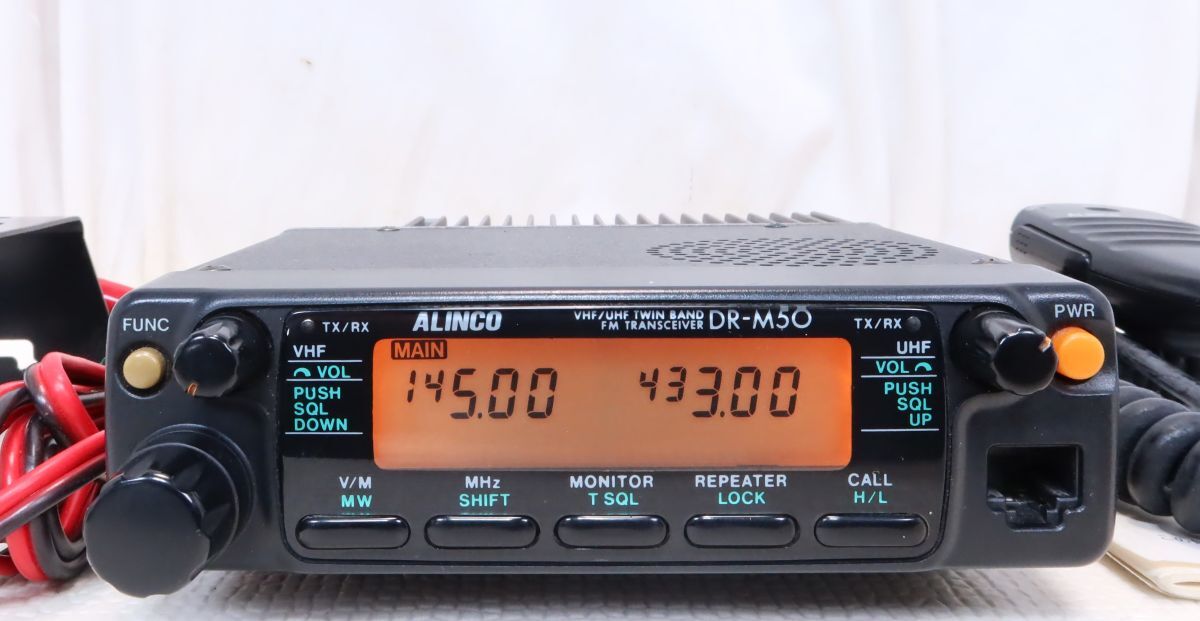 FUNC
TX/RX
ALINCO
VHF/UHF TWIN BAND
FM TRANSCEIVER
DR-M50
TX/RX
PWR
VHF
VOL
PUSH
SQL
DOWN
MAIN
145.00
433.00
UHF
VOL
PUSH
SQL
UP
V/M
MW
MHz
SHIFT
MONITOR
T SQL
REPEATER
LOCK
CALL
H/L